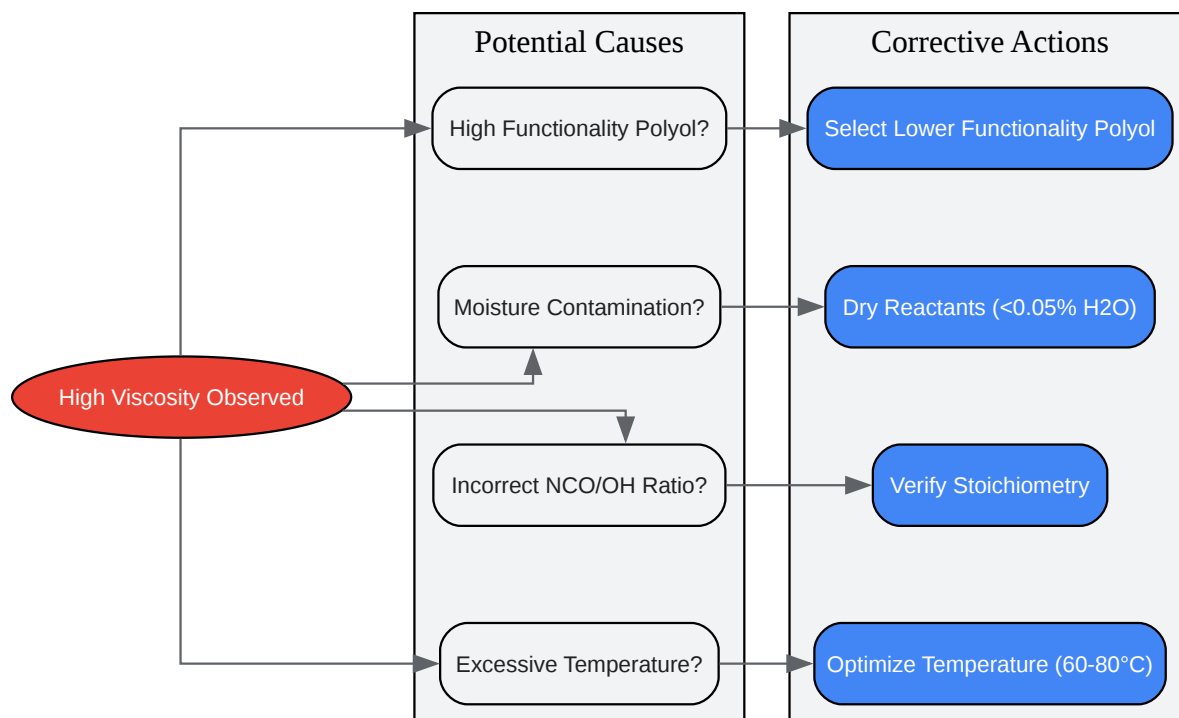 Potential Causes
Corrective Actions
High Functionality Polyol?
Select Lower Functionality Polyol
Moisture Contamination?
Dry Reactants (<0.05% H2O)
High Viscosity Observed
Incorrect NCO/OH Ratio?
Verify Stoichiometry
Excessive Temperature?
Optimize Temperature (60-80°C)